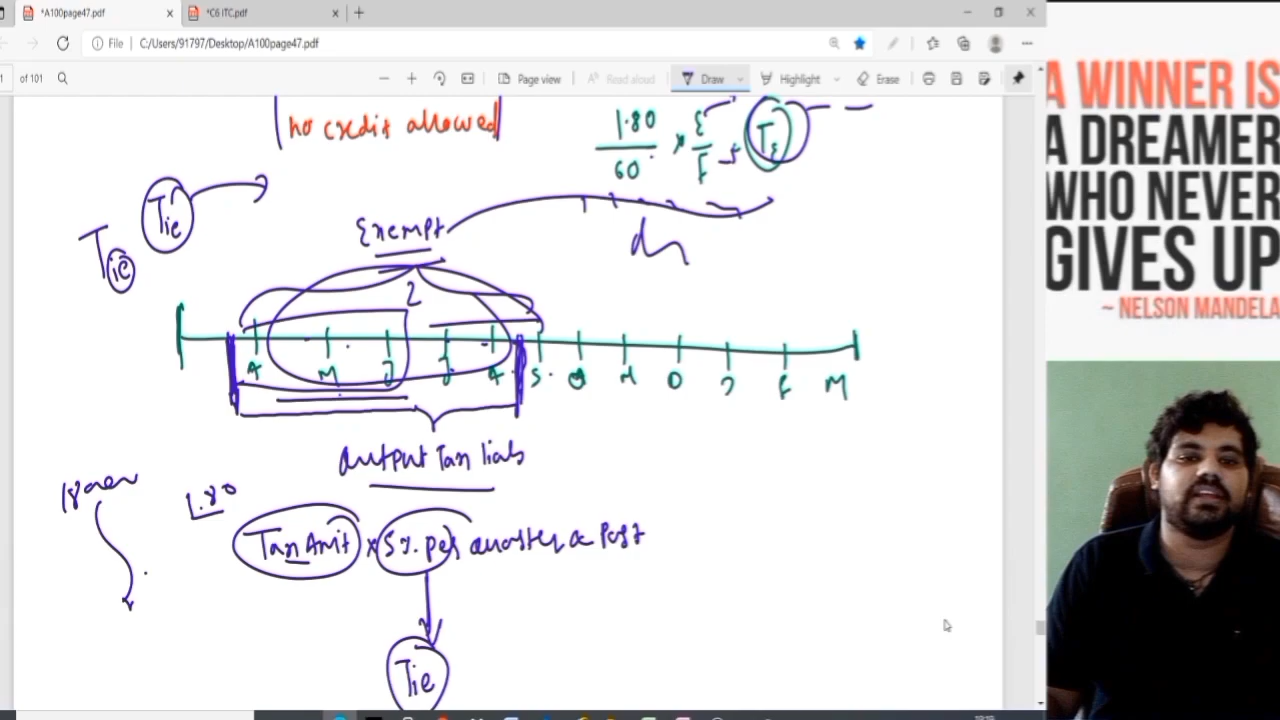 *A100page47.pdf
*C6 ITC.pdf
File C:/Users/91797/Desktop/A100page47.pdf
1 of 101 Page view Read aloud Draw Highlight Erase
no credit allowed
1.80 / 60 × E / F
Tie
Tie
Exempt
2
A M J J A S O N D J F M
output Tax liab
1.80
Tax Amt × 5% per quarter or Part
Tie
A WINNER IS
A DREAMER
WHO NEVER
GIVES UP
~ NELSON MANDELA